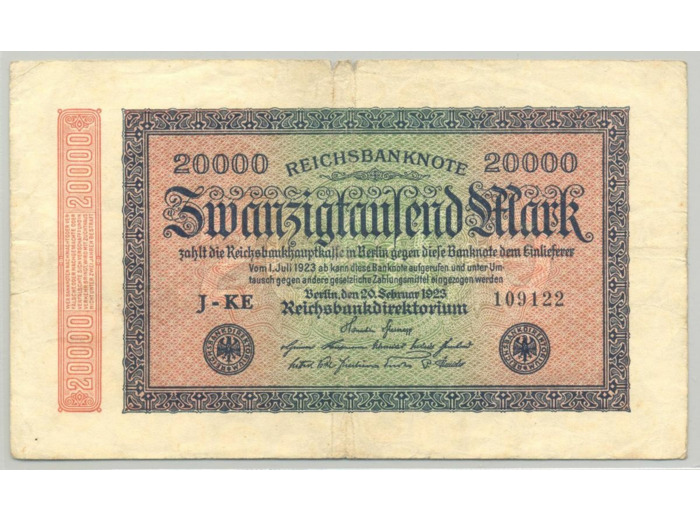 20000
20000 REICHSBANKNOTE 20000
Zwanzigtausend Mark
zahlt die Reichsbankhauptkasse in Berlin gegen diese Banknote dem Einlieferer
Vom 1. Juli 1923 ab kann diese Banknote aufgerufen und unter Um-
tausch gegen andere gesetzliche Zahlungsmittel eingezogen werden
Berlin, den 20. Februar 1923
J-KE 109122
Reichsbankdirektorium
20000